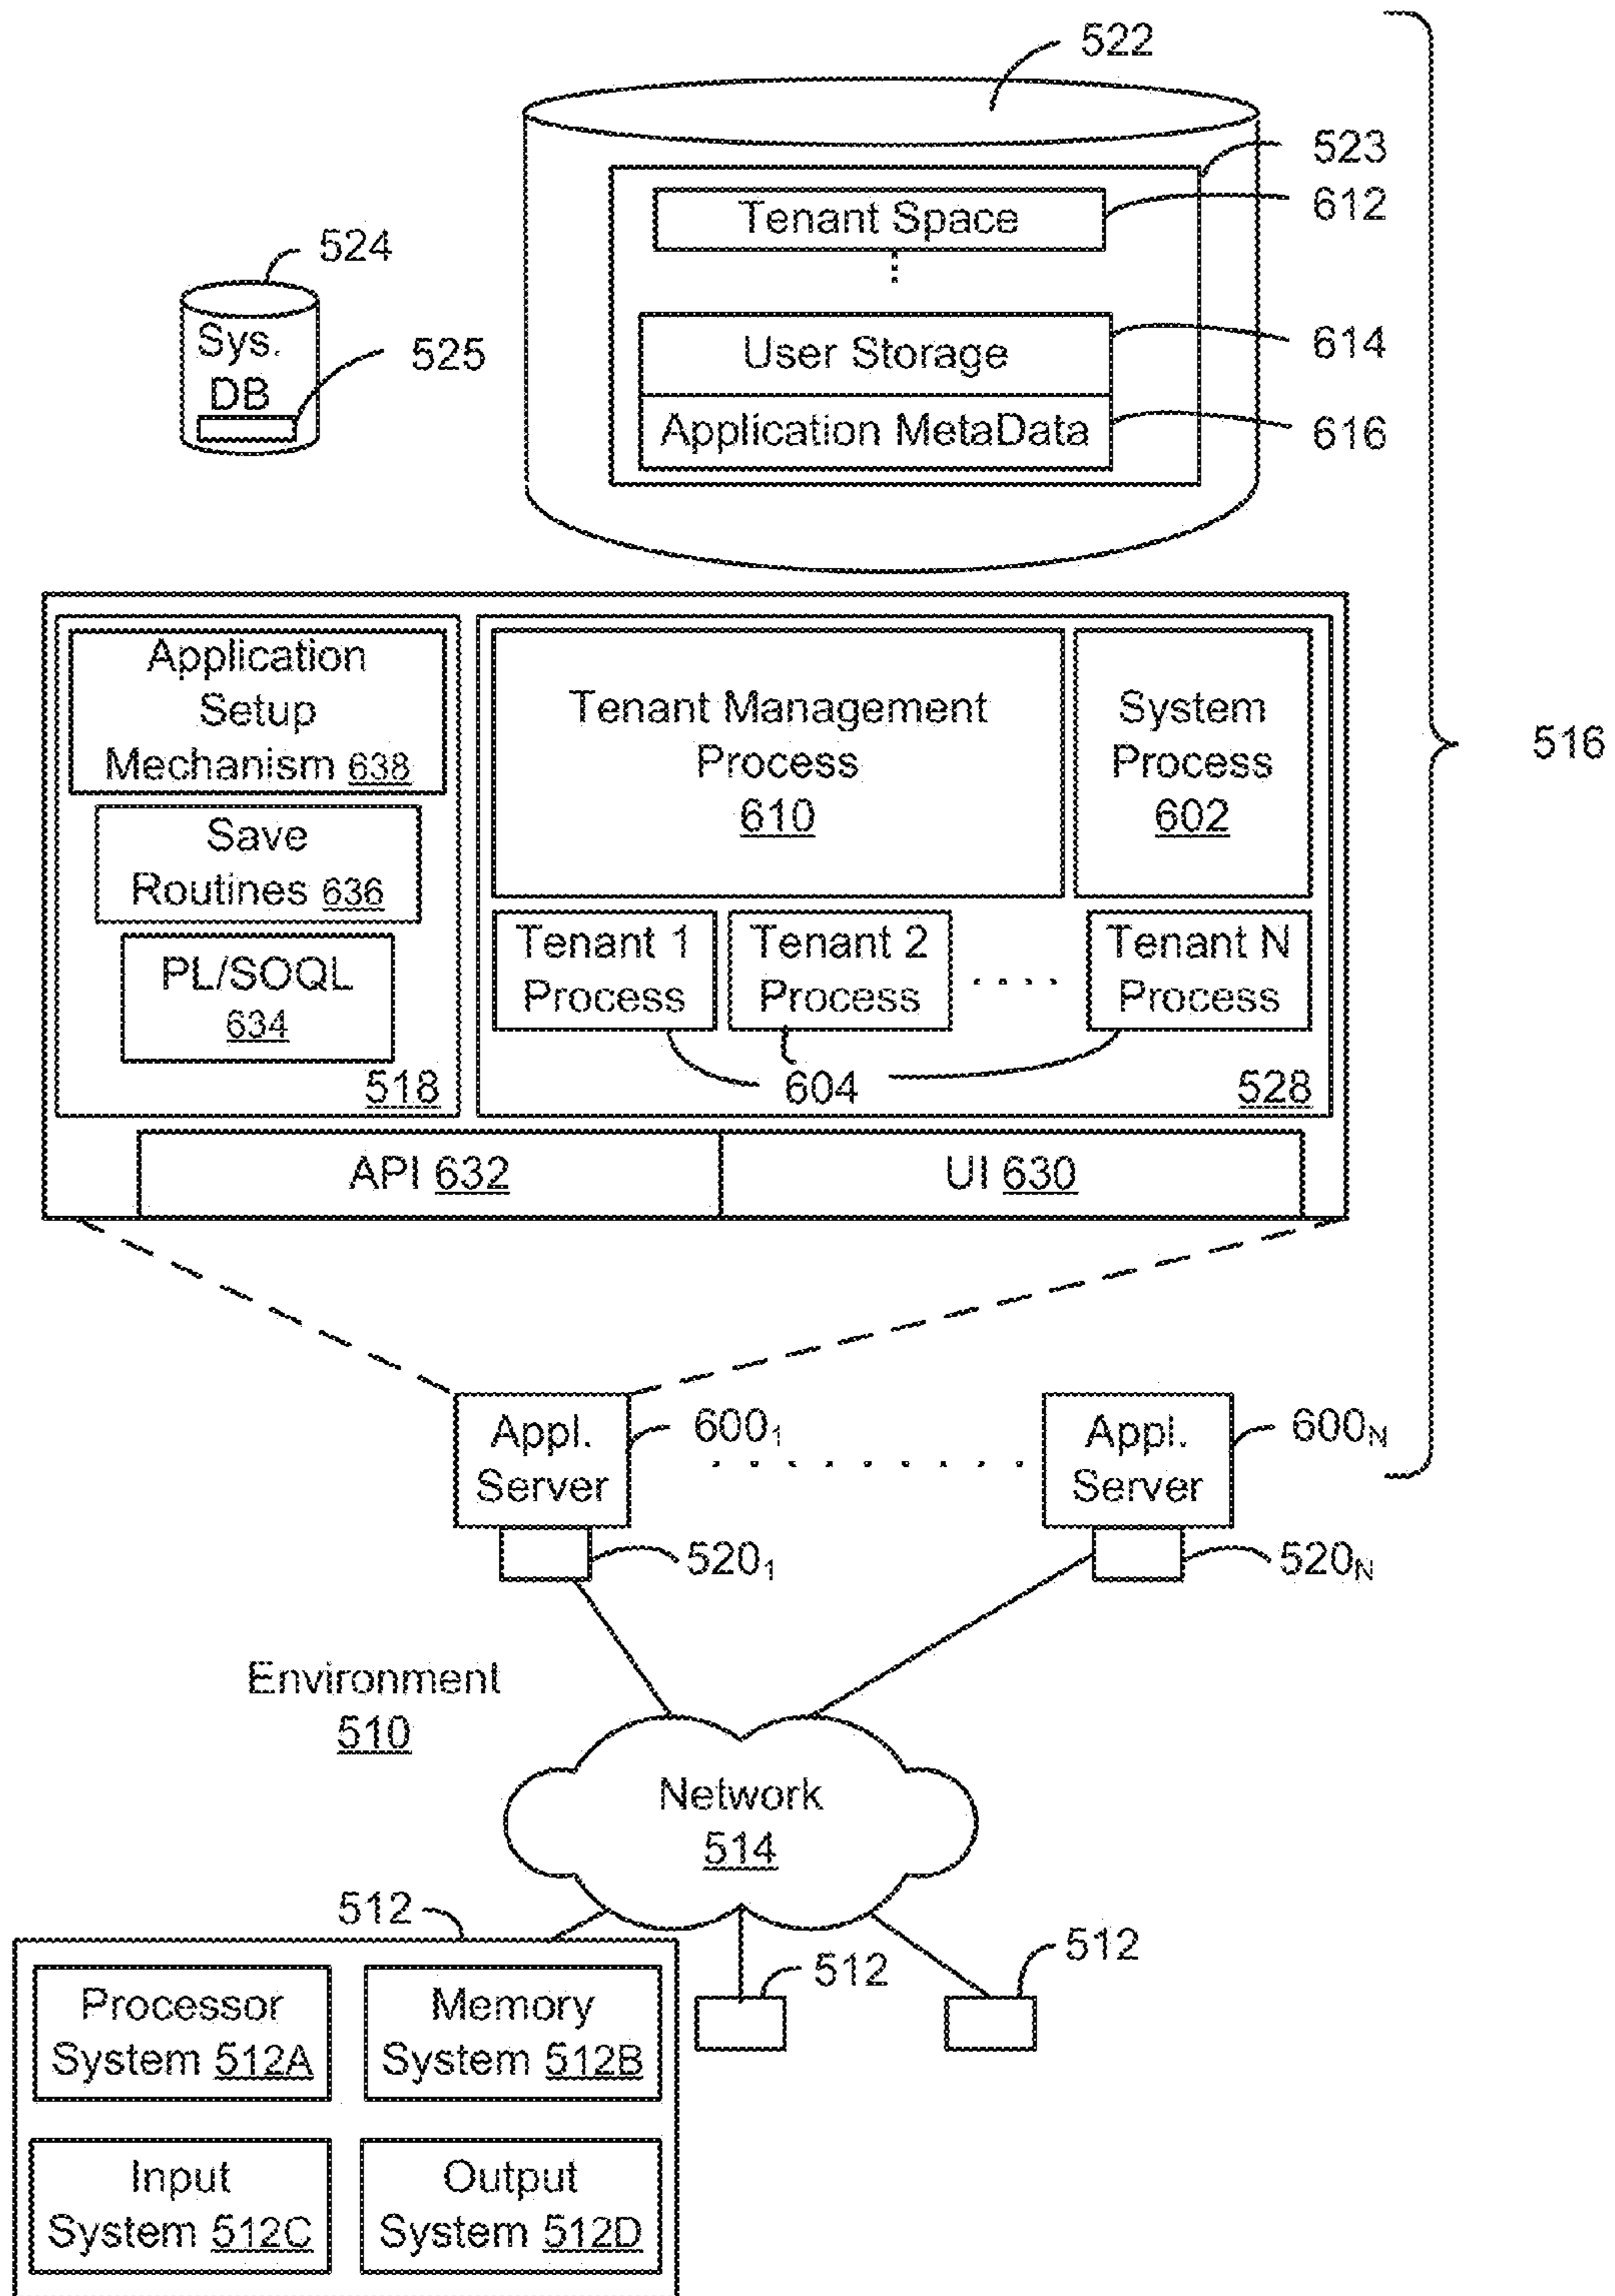 522
523
Tenant Space
612
524
Sys.
DB
525
User Storage
614
Application MetaData
616
Application
Setup
Mechanism 638
Save
Routines 636
PL/SOQL
634
518
Tenant Management
Process
610
System
Process
602
Tenant 1
Process
Tenant 2
Process
. . . .
Tenant N
Process
604
528
516
API 632
UI 630
Appl.
Server
600₁
. . . . . . . . .
Appl.
Server
600N
520₁
520N
Environment
510
Network
514
512
512
512
Processor
System 512A
Memory
System 512B
Input
System 512C
Output
System 512D